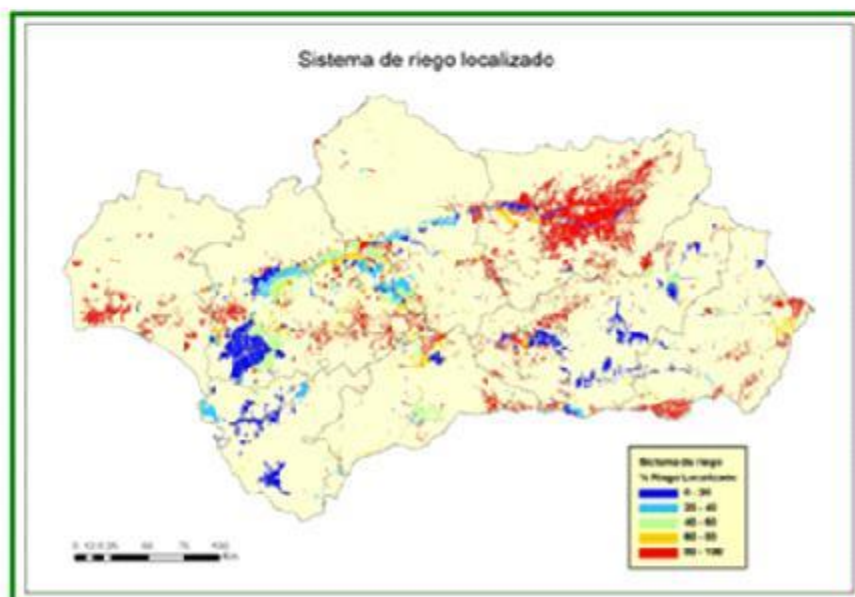 Sistema de riego localizado
Sistema de riego
% Riego Localizado
0 - 20
20 - 40
40 - 60
60 - 80
80 - 100